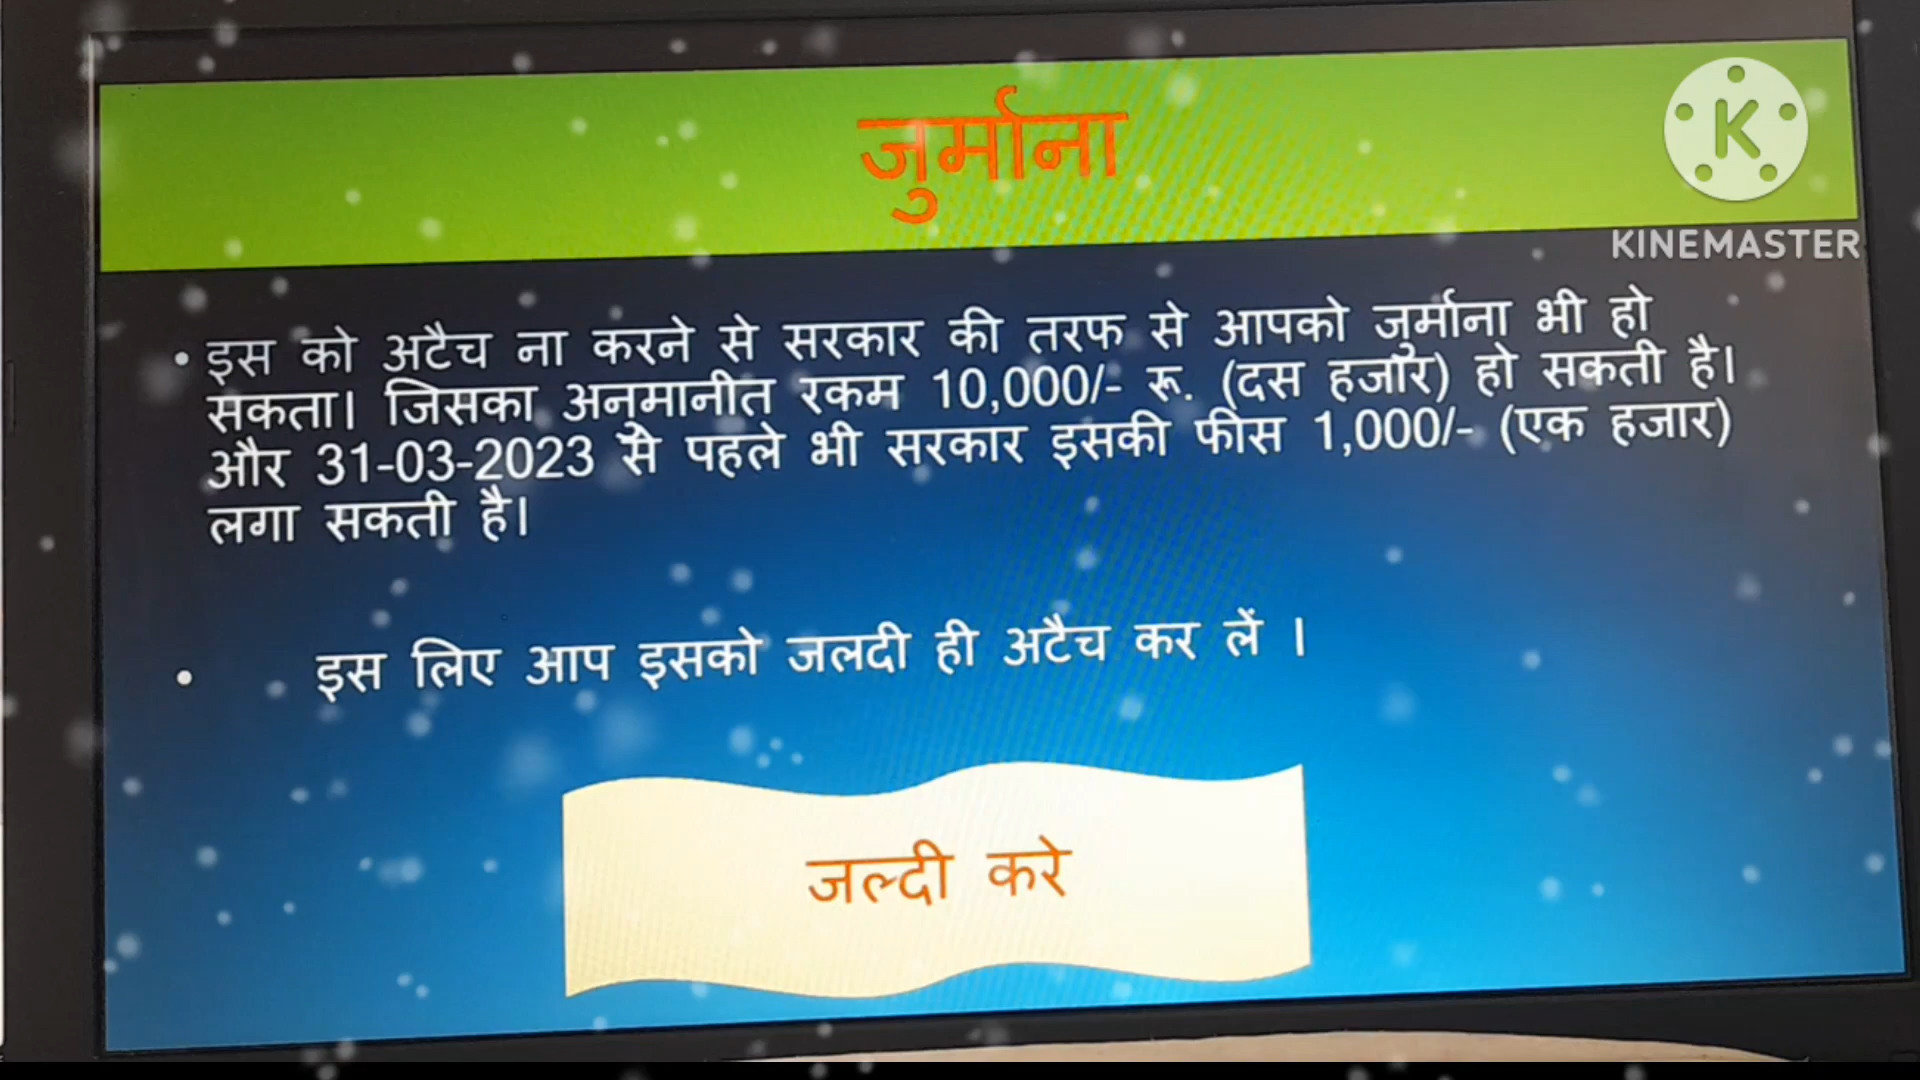 जुर्माना
K
KINEMASTER
• इस को अटैच ना करने से सरकार की तरफ से आपको जुर्माना भी हो
सकता। जिसका अनुमानीत रकम 10,000/- रू. (दस हजार) हो सकती है।
और 31-03-2023 से पहले भी सरकार इसकी फीस 1,000/- (एक हजार)
लगा सकती है।
• इस लिए आप इसको जलदी ही अटैच कर लें ।
जल्दी करे